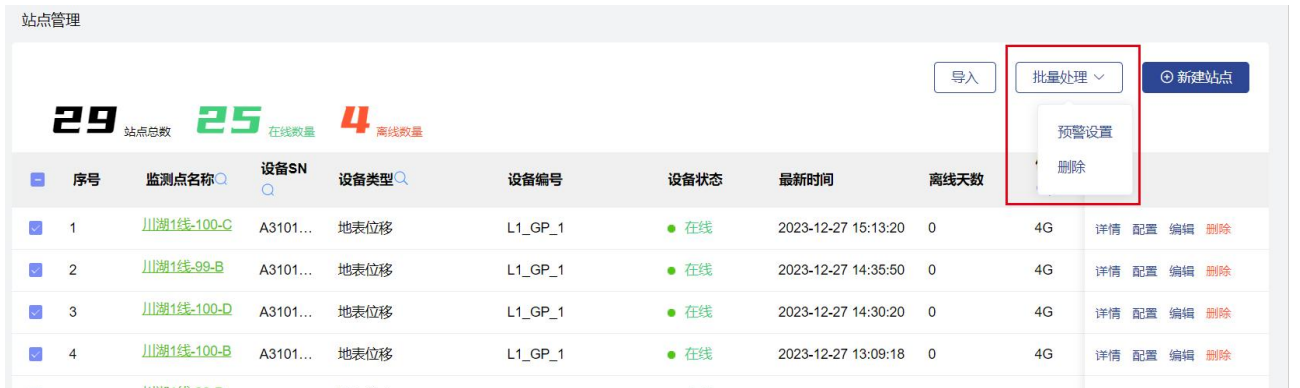 站点管理
导入 批量处理 新建站点
预警设置
删除
29 站点总数 25 在线数量 4 离线数量
序号 监测点名称 设备SN 设备类型 设备编号 设备状态 最新时间 离线天数
1 川湖1线-100-C A3101... 地表位移 L1_GP_1 在线 2023-12-27 15:13:20 0 4G 详情 配置 编辑 删除
2 川湖1线-99-B A3101... 地表位移 L1_GP_1 在线 2023-12-27 14:35:50 0 4G 详情 配置 编辑 删除
3 川湖1线-100-D A3101... 地表位移 L1_GP_1 在线 2023-12-27 14:30:20 0 4G 详情 配置 编辑 删除
4 川湖1线-100-B A3101... 地表位移 L1_GP_1 在线 2023-12-27 13:09:18 0 4G 详情 配置 编辑 删除